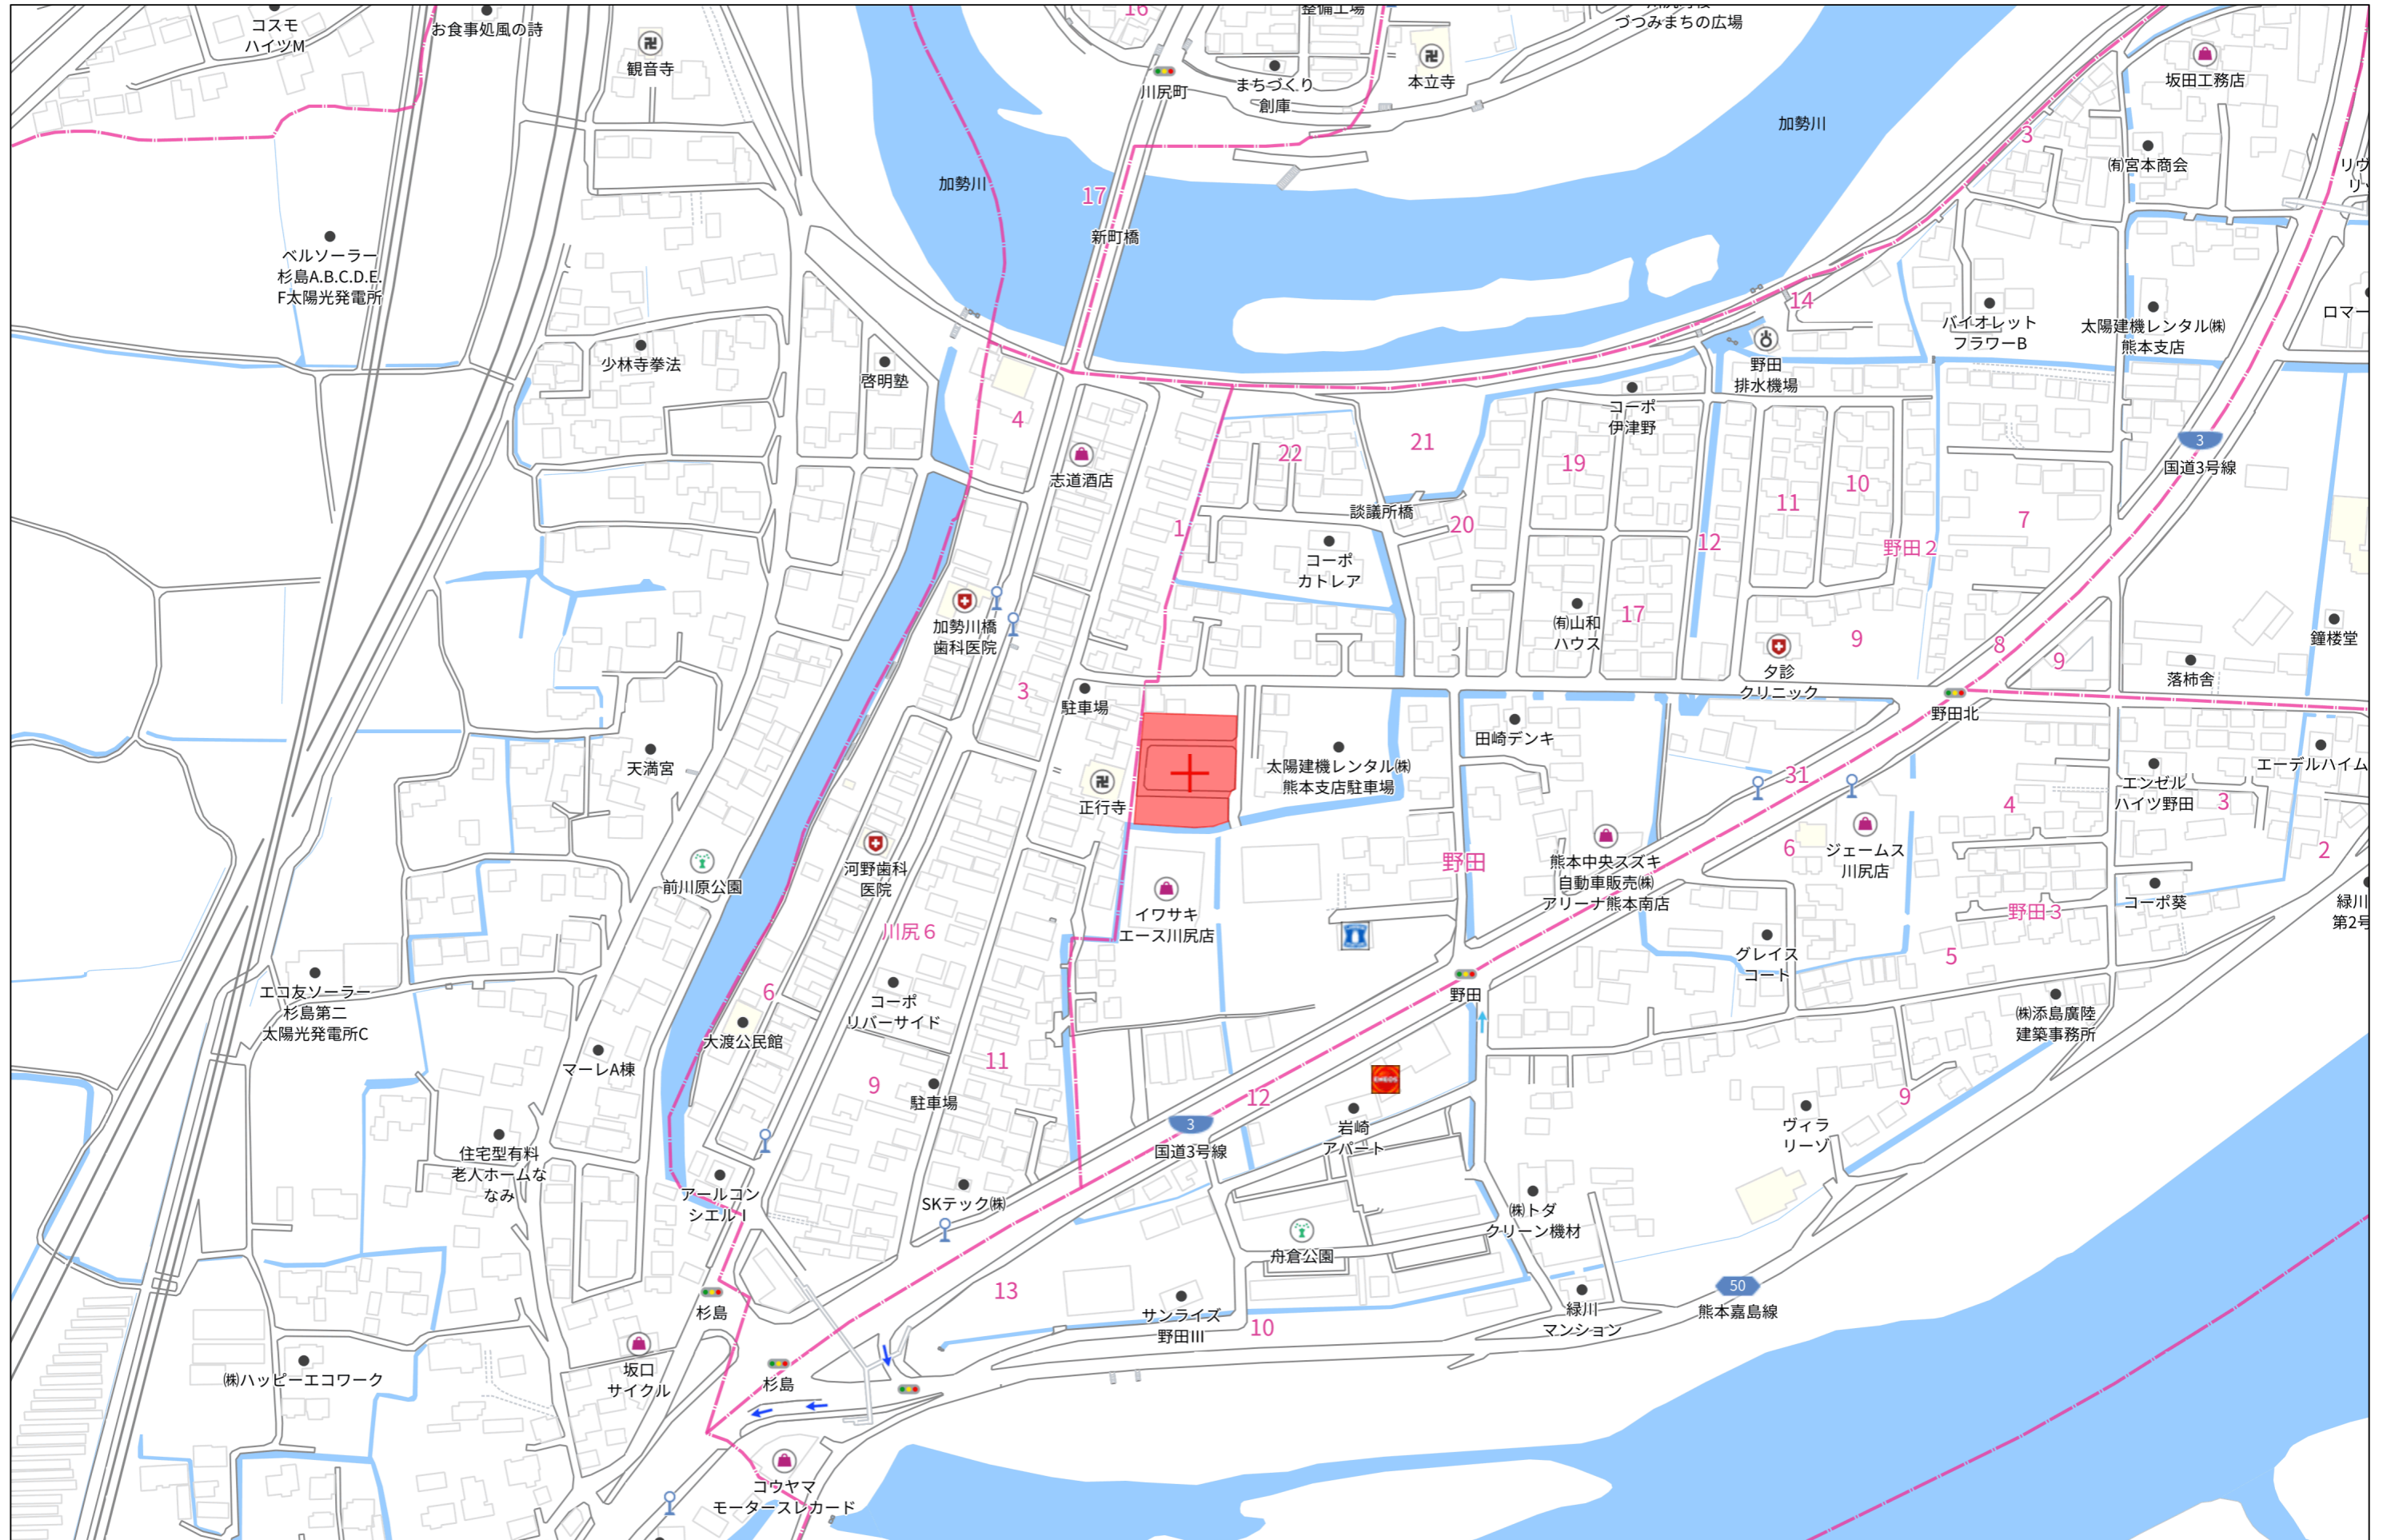 コスモ
ハイツM
お食事処風の詩
観音寺
16
整備工場
づつみまちの広場
川尻町
まちづくり
倉庫
本立寺
加勢川
坂田工務店
3
㈲宮本商会
加勢川
17
新町橋
ベルソーラー
杉島A.B.C.D.E.
F太陽光発電所
少林寺拳法
啓明塾
4
14
野田
排水機場
バイオレット
フラワーB
太陽建機レンタル㈱
熊本支店
コーポ
伊津野
志道酒店
22
21
19
10
11
3
国道3号線
1
談議所橋
20
12
野田2
7
コーポ
カトレア
加勢川橋
歯科医院
㈲山和
ハウス
17
夕診
クリニック
9
8
9
鐘楼堂
落柿舎
3
駐車場
野田北
天満宮
正行寺
太陽建機レンタル㈱
熊本支店駐車場
田崎デンキ
31
エンゼル
ハイツ野田
3
エーデルハイム
4
前川原公園
河野歯科
医院
野田
熊本中央スズキ
自動車販売㈱
アリーナ熊本南店
6
ジェームス
川尻店
2
イワサキ
エース川尻店
川尻6
コーポ葵
野田3
5
緑川
第2号
グレイス
コート
エコ友ソーラー
杉島第二
太陽光発電所C
6
コーポ
リバーサイド
野田
㈱添島廣陸
建築事務所
大渡公民館
マーレA棟
11
9
駐車場
12
ENEOS
岩崎
アパート
ヴィラ
リーゾ
9
3
国道3号線
住宅型有料
老人ホームな
なみ
アールコン
シエルⅠ
SKテック㈱
㈱トダ
クリーン機材
舟倉公園
13
50
熊本嘉島線
杉島
サンライズ
野田III
10
緑川
マンション
㈱ハッピーエコワーク
坂口
サイクル
杉島
コウヤマ
モータースレカード